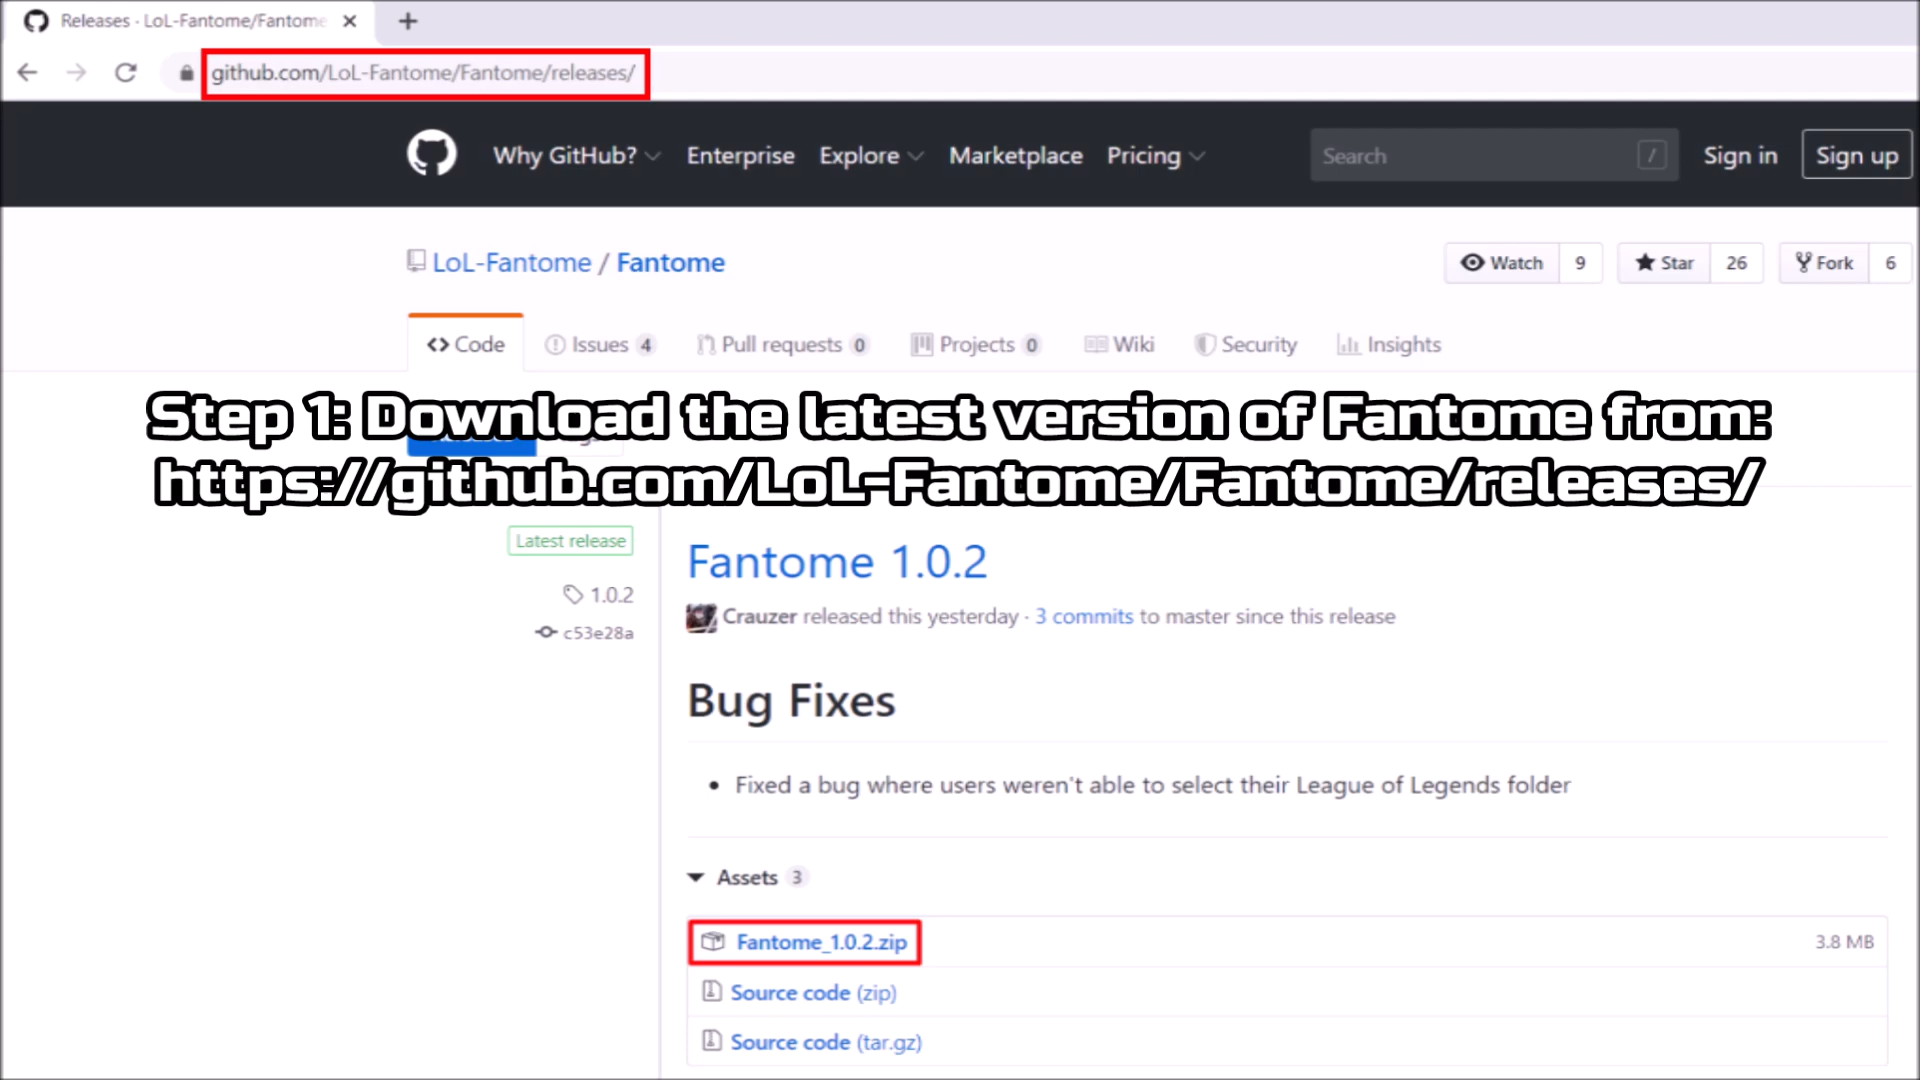 Releases · LoL-Fantome/Fantome
github.com/LoL-Fantome/Fantome/releases/
Why GitHub? Enterprise Explore Marketplace Pricing Search / Sign in Sign up
LoL-Fantome / Fantome
Watch 9 Star 26 Fork 6
Code Issues 4 Pull requests 0 Projects 0 Wiki Security Insights
Step 1: Download the latest version of Fantome from:
https://github.com/LoL-Fantome/Fantome/releases/
Latest release
1.0.2
c53e28a
Fantome 1.0.2
Crauzer released this yesterday · 3 commits to master since this release
Bug Fixes
• Fixed a bug where users weren't able to select their League of Legends folder
Assets 3
Fantome_1.0.2.zip 3.8 MB
Source code (zip)
Source code (tar.gz)